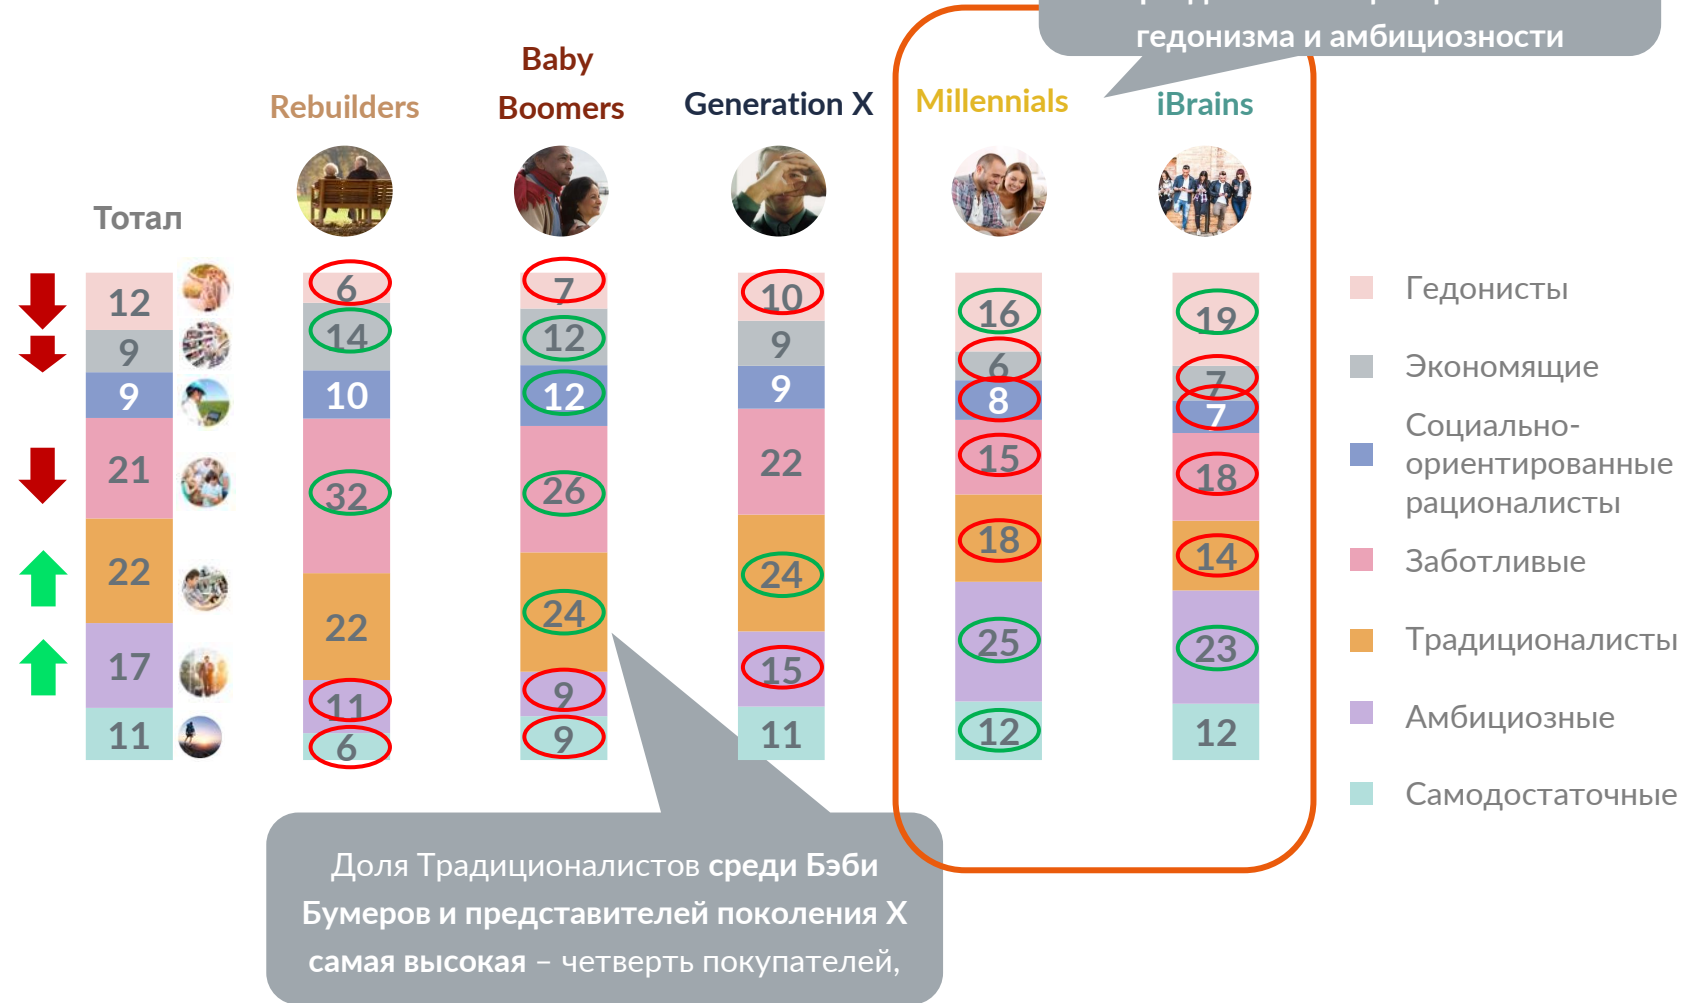 гедонизма и амбициозности
Baby
Boomers
Rebuilders
Generation X
Millennials
iBrains
Тотал
12
9
9
21
22
17
11
6
14
10
32
22
11
6
7
12
12
26
24
9
9
10
9
9
22
24
15
11
16
6
8
15
18
25
12
19
7
7
18
14
23
12
Гедонисты
Экономящие
Социально-
ориентированные
рационалисты
Заботливые
Традиционалисты
Амбициозные
Самодостаточные
Доля Традиционалистов среди Бэби
Бумеров и представителей поколения X
самая высокая – четверть покупателей,